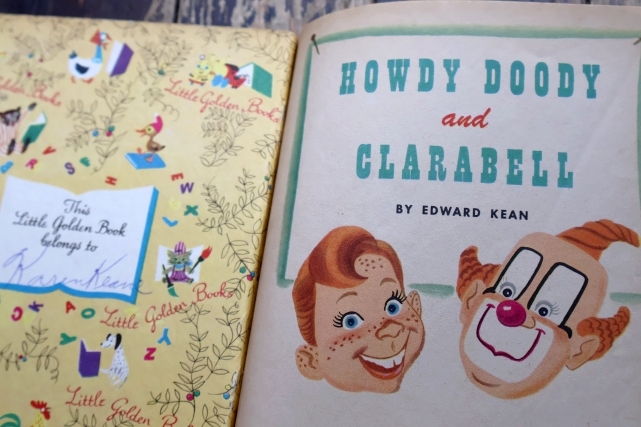 Little Golden Books
Golden Books
This
Little Golden Book
belongs to
Karen Kean
Little Golden Books
Little Golden Books
HOWDY DOODY
and
CLARABELL
BY EDWARD KEAN